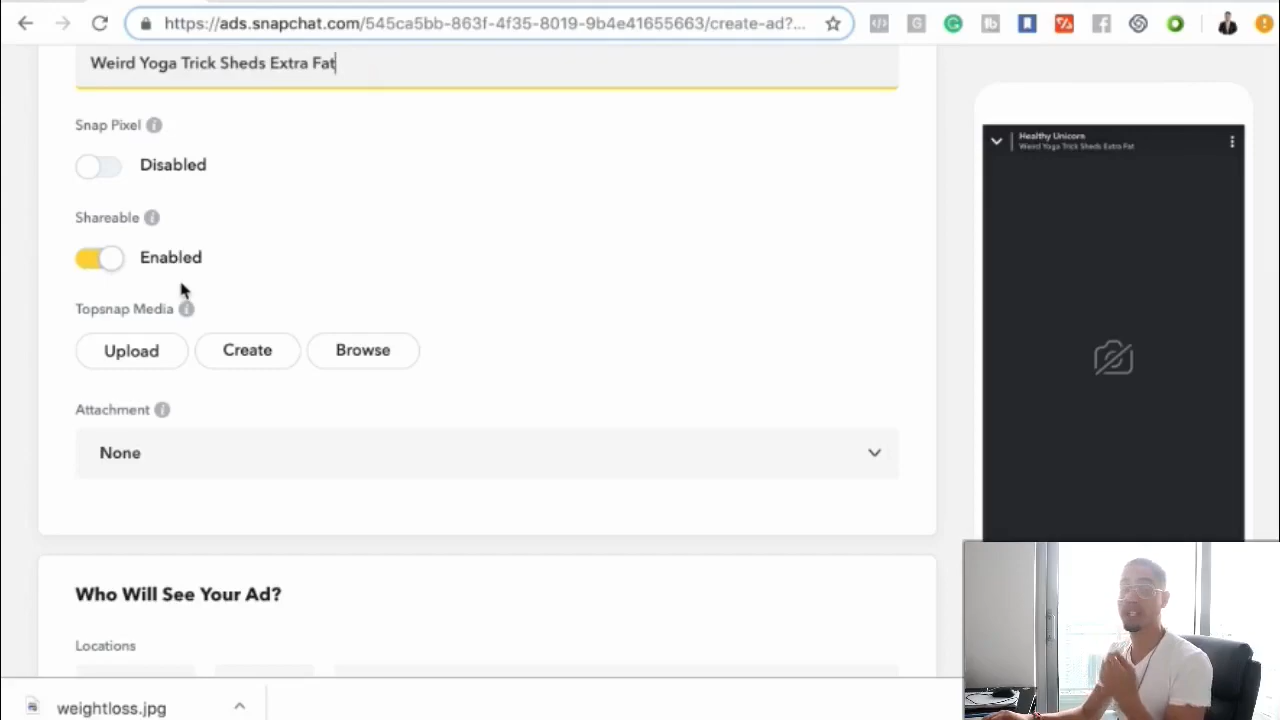 https://ads.snapchat.com/545ca5bb-863f-4f35-8019-9b4e41655663/create-ad?...
Weird Yoga Trick Sheds Extra Fat
Snap Pixel
Disabled
Shareable
Enabled
Topsnap Media
Upload Create Browse
Attachment
None
Who Will See Your Ad?
Locations
Healthy Unicorn
Weird Yoga Trick Sheds Extra Fat
weightloss.jpg